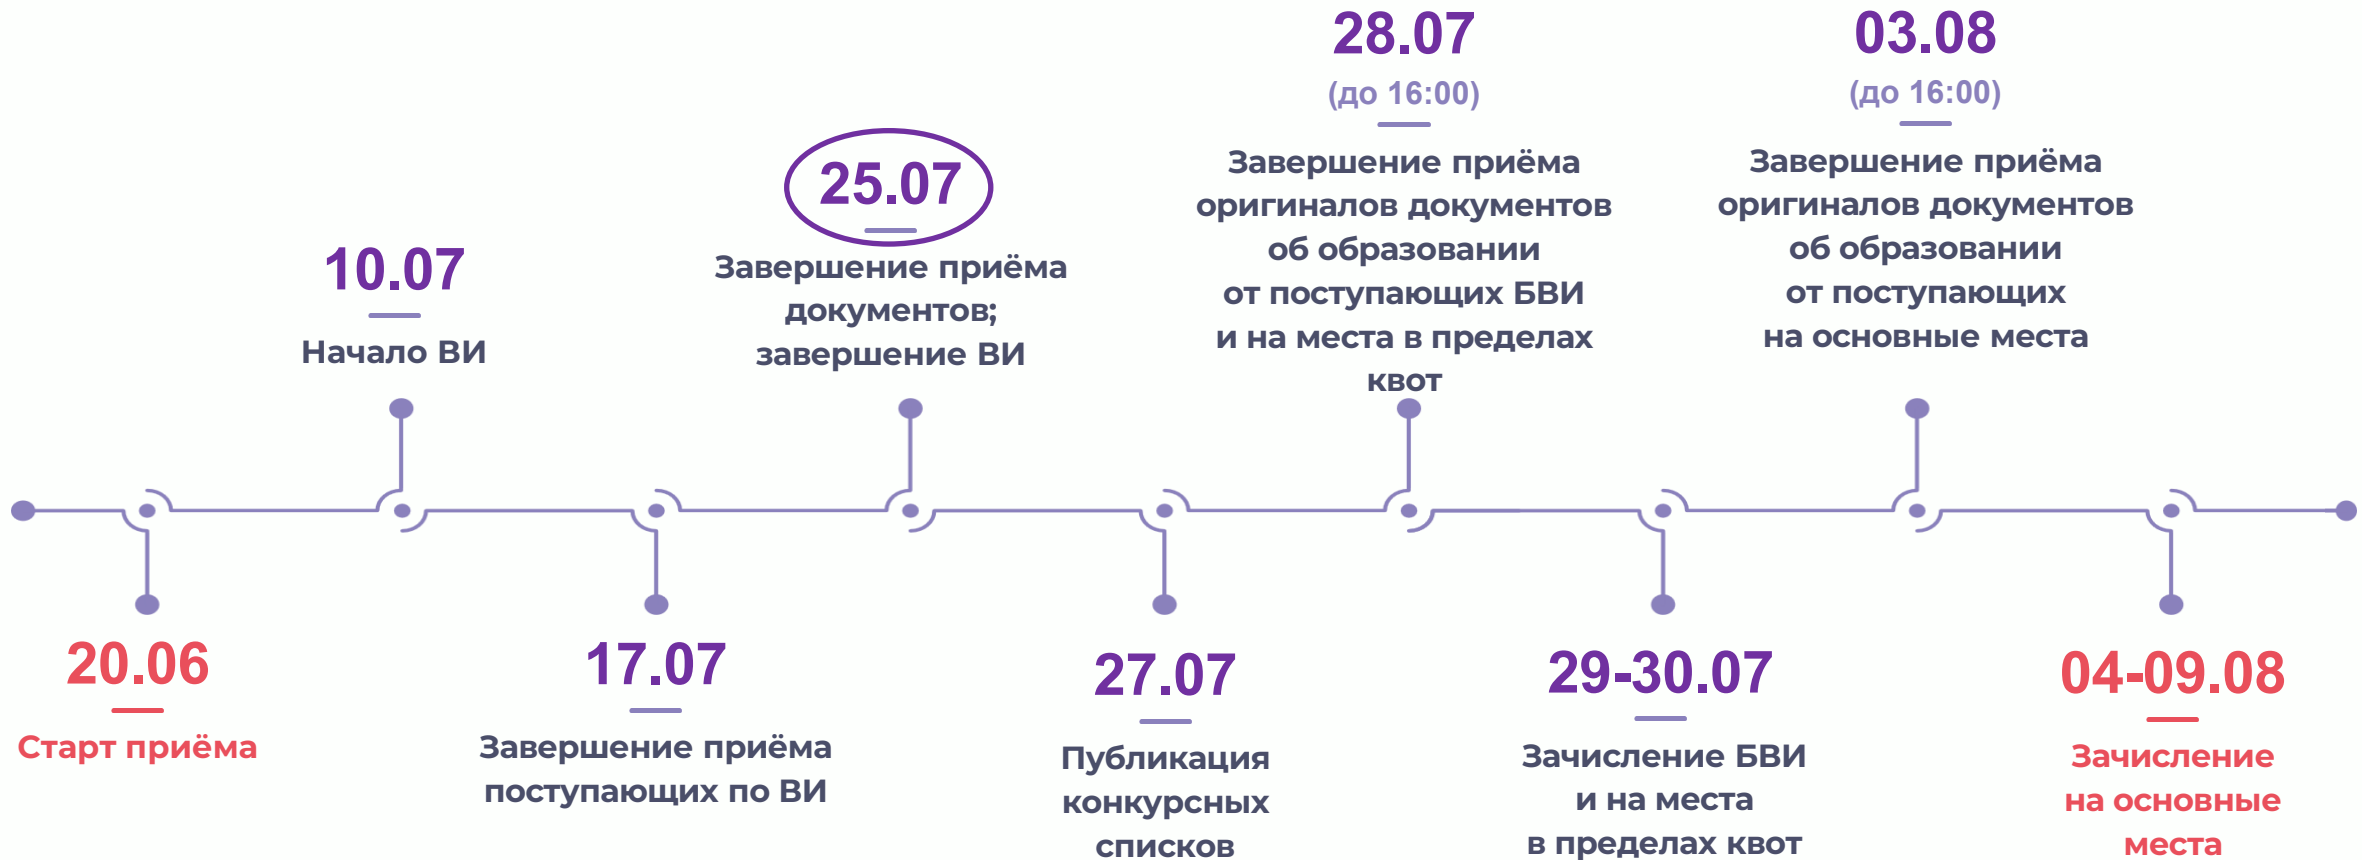 20.06
Старт приёма
10.07
Начало ВИ
17.07
Завершение приёма
поступающих по ВИ
25.07
Завершение приёма
документов;
завершение ВИ
27.07
Публикация
конкурсных
списков
28.07
(до 16:00)
Завершение приёма
оригиналов документов
об образовании
от поступающих БВИ
и на места в пределах
квот
29-30.07
Зачисление БВИ
и на места
в пределах квот
03.08
(до 16:00)
Завершение приёма
оригиналов документов
об образовании
от поступающих
на основные места
04-09.08
Зачисление
на основные
места